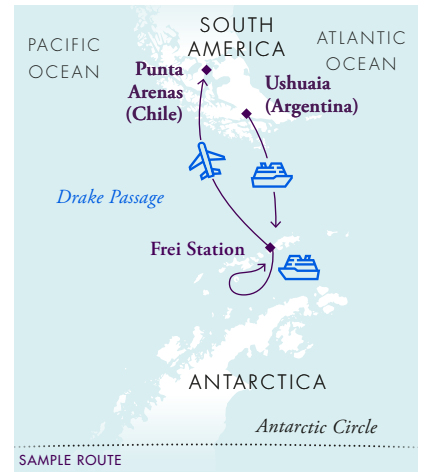 SOUTH
AMERICA
PACIFIC
OCEAN
ATLANTIC
OCEAN
Punta
Arenas
(Chile)
Ushuaia
(Argentina)
Drake Passage
Frei Station
ANTARCTICA
Antarctic Circle
SAMPLE ROUTE